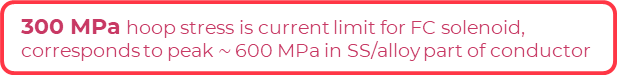 300 MPa hoop stress is current limit for FC solenoid,
corresponds to peak ~ 600 MPa in SS/alloy part of conductor